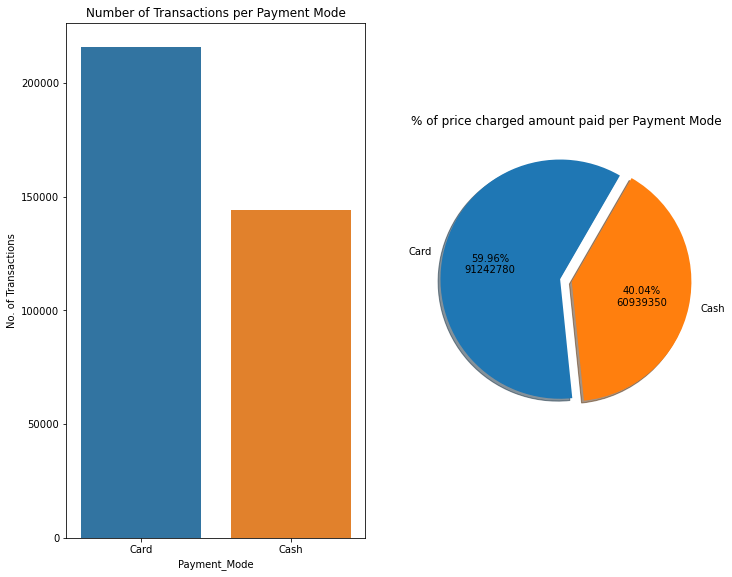 Number of Transactions per Payment Mode
200000
150000
100000
50000
0
No. of Transactions
Card
Cash
Payment_Mode
% of price charged amount paid per Payment Mode
Card
59.96%
91242780
40.04%
60939350
Cash